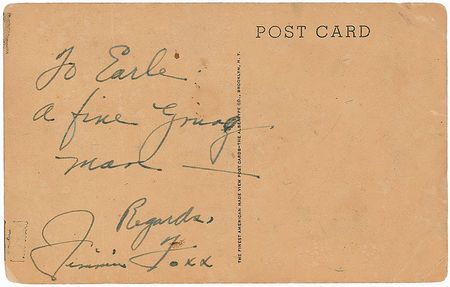 To Earle.
a fine Young
man —
Regards,
Jimmie Foxx
POST CARD
THE FINEST AMERICAN MADE VIEW POST CARDS—THE ALBERTYPE CO., BROOKLYN, N.Y.